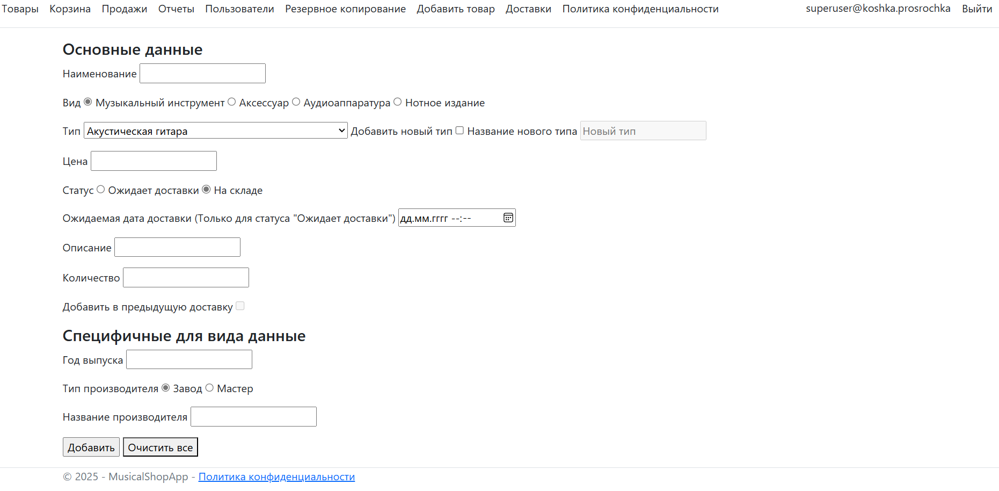 Товары Корзина Продажи Отчеты Пользователи Резервное копирование Добавить товар Доставки Политика конфиденциальности superuser@koshka.prosrochka Выйти
Основные данные
Наименование
Вид Музыкальный инструмент Аксессуар Аудиоаппаратура Нотное издание
Тип Акустическая гитара Добавить новый тип Название нового типа Новый тип
Цена
Статус Ожидает доставки На складе
Ожидаемая дата доставки (Только для статуса "Ожидает доставки") дд.мм.гггг --:--
Описание
Количество
Добавить в предыдущую доставку
Специфичные для вида данные
Год выпуска
Тип производителя Завод Мастер
Название производителя
Добавить Очистить все
© 2025 - MusicalShopApp - Политика конфиденциальности